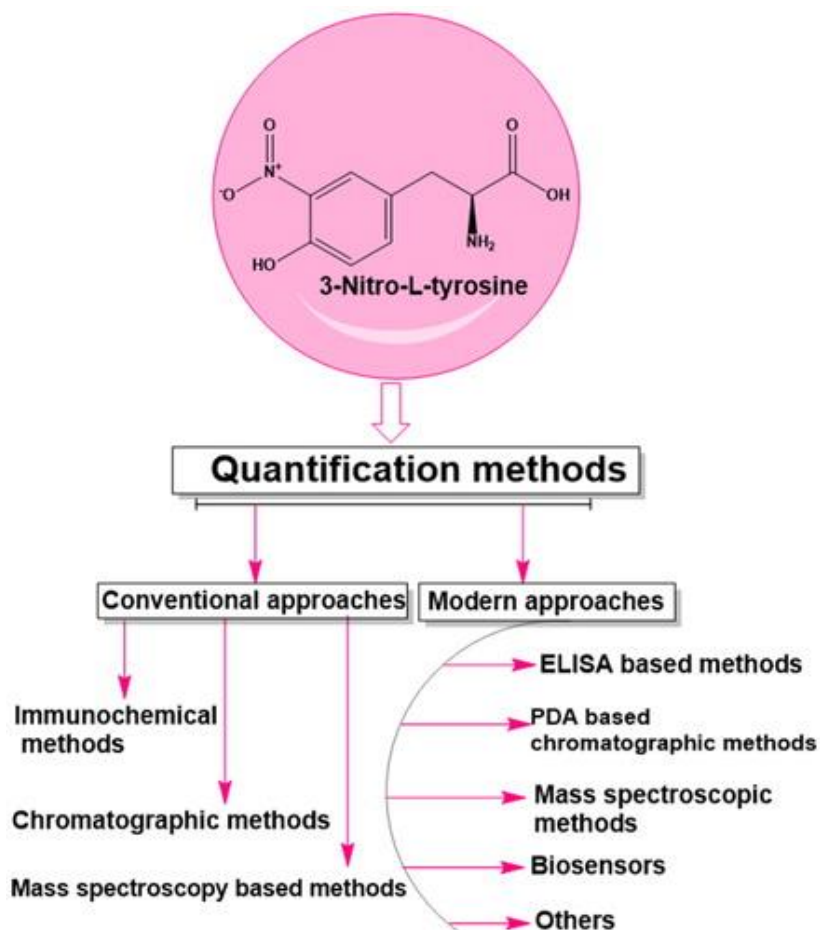 O
O
N⁺
⁻O
OH
NH₂
HO
3-Nitro-L-tyrosine
Quantification methods
Conventional approaches
Modern approaches
Immunochemical
methods
Chromatographic methods
Mass spectroscopy based methods
ELISA based methods
PDA based
chromatographic methods
Mass spectroscopic
methods
Biosensors
Others